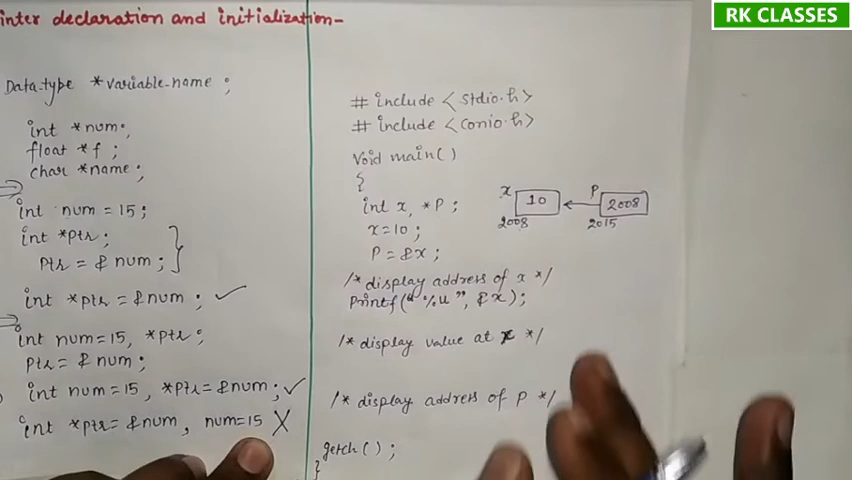 RK CLASSES
inter declaration and initialization-
Data-type *variable-name ;
int *num;
float *f ;
char *name;
int num = 15;
int *ptr;
ptr = & num ;
int *ptr = &num ;
int num=15, *ptr;
ptr = & num;
int num=15, *ptr=&num;
int *ptr=&num, num=15 X
# include <stdio.h>
# include <conio.h>
void main()
{
int x, *P ;
x=10 ;
P = &x ;
x 10 P 2008
2008 2015
/* display address of x */
printf("%u", &x);
/* display value at x */
/* display address of P */
getch() ;
}